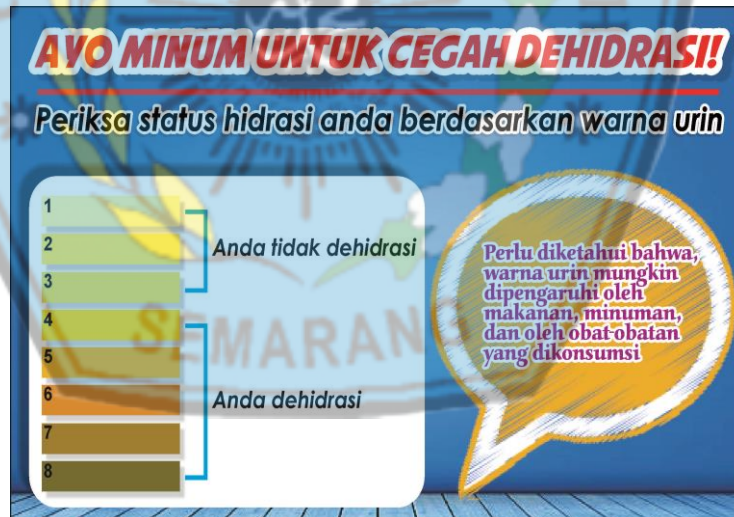 AYO MINUM UNTUK CEGAH DEHIDRASI!
Periksa status hidrasi anda berdasarkan warna urin
1
2
3
Anda tidak dehidrasi
4
5
6
7
8
Anda dehidrasi
Perlu diketahui bahwa,
warna urin mungkin
dipengaruhi oleh
makanan, minuman,
dan oleh obat-obatan
yang dikonsumsi
SEMARANG